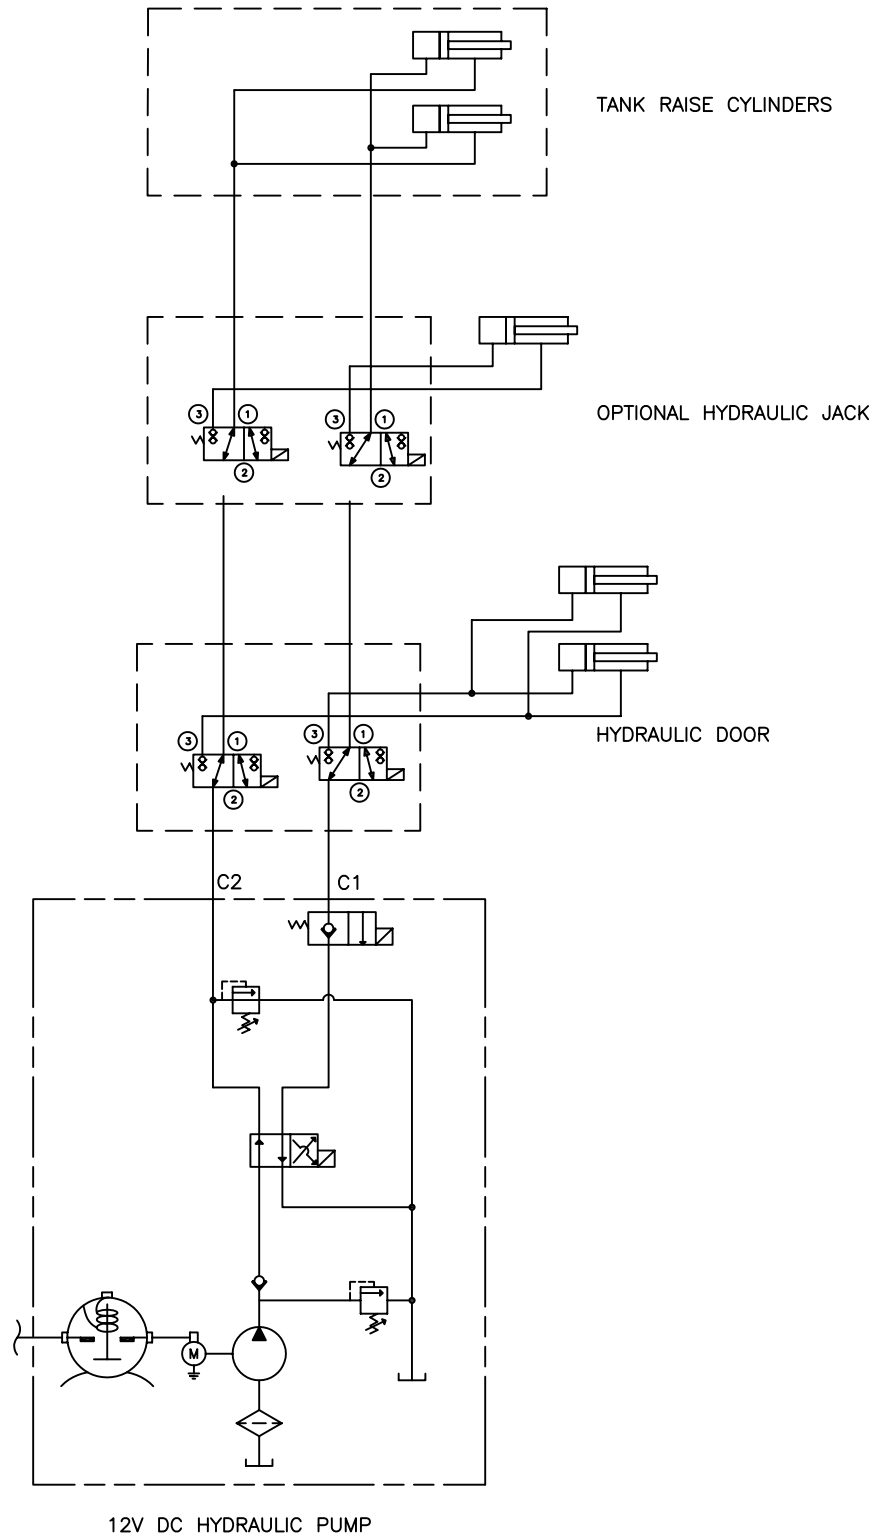 TANK RAISE CYLINDERS
3 1 3 1
OPTIONAL HYDRAULIC JACK
2 2
3 1 3 1
HYDRAULIC DOOR
2 2
C2 C1
M
12V DC HYDRAULIC PUMP